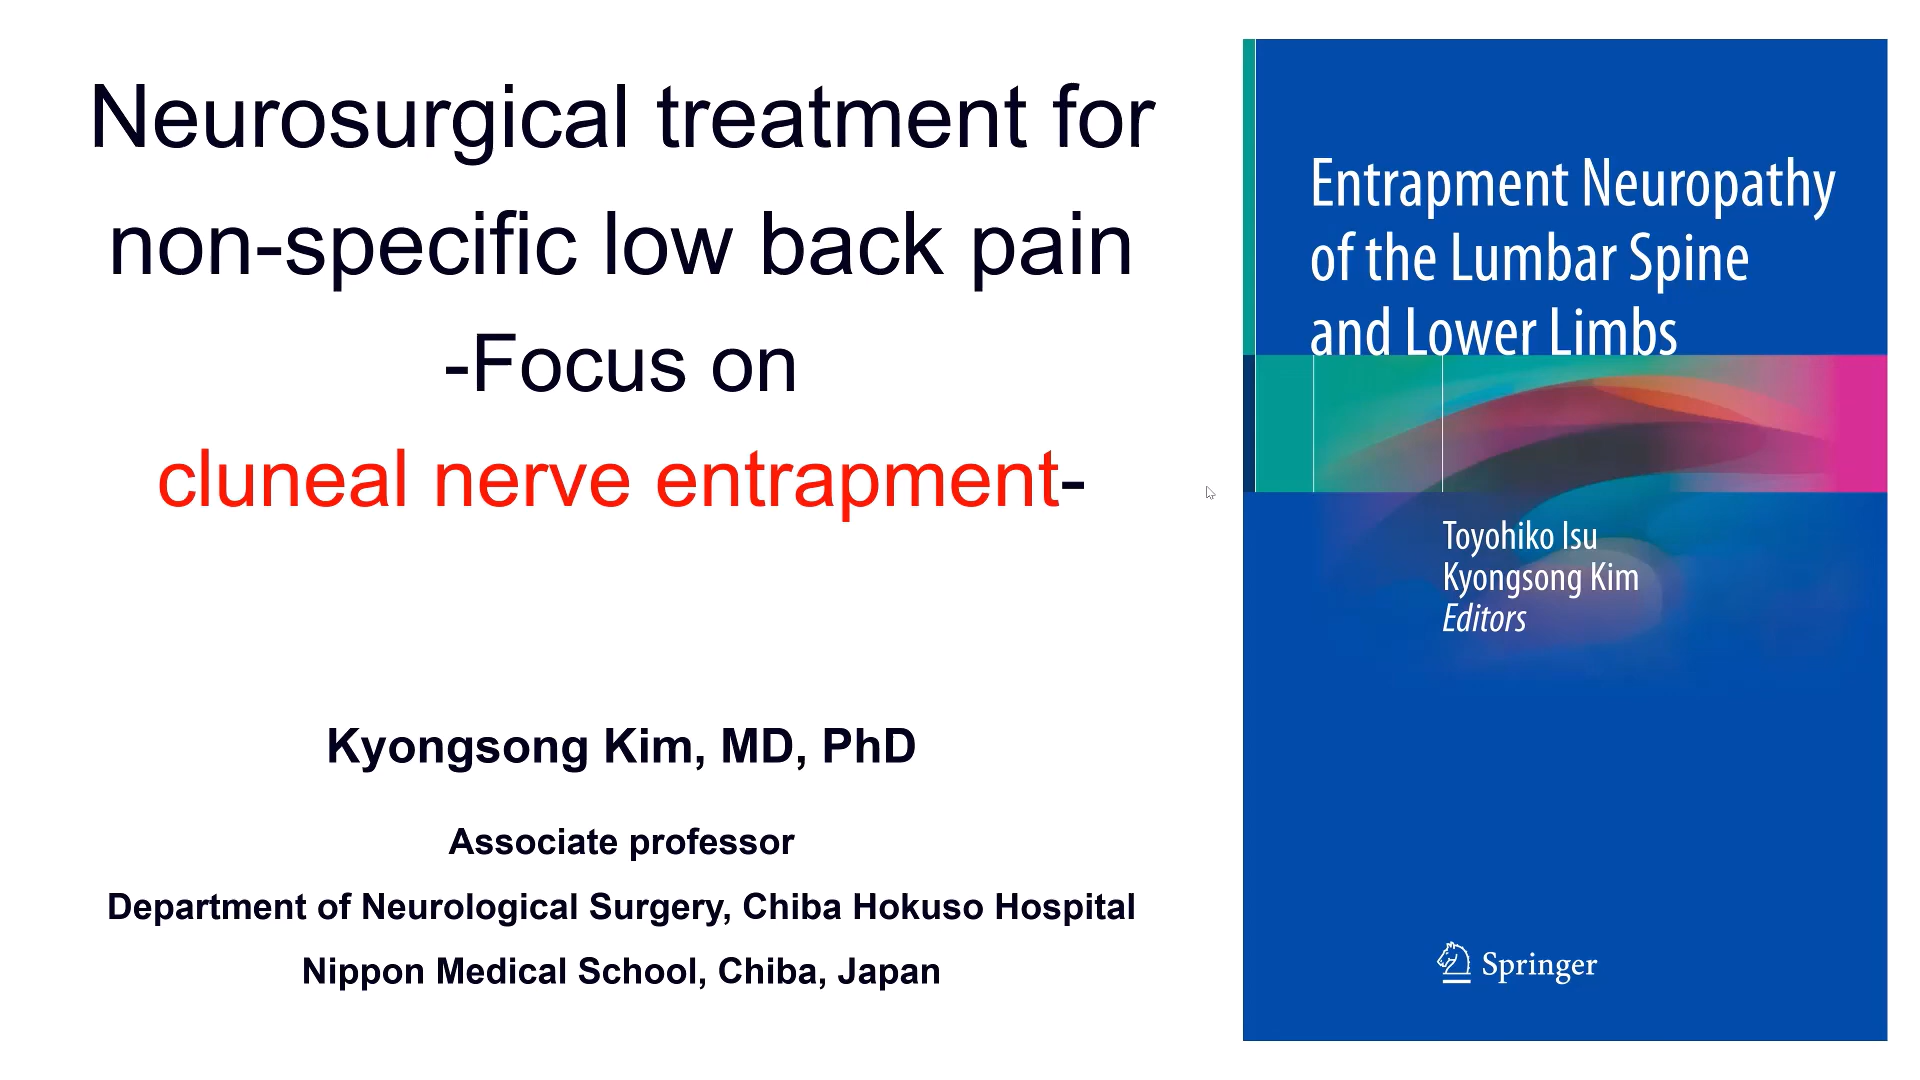 Neurosurgical treatment for
non-specific low back pain
-Focus on
cluneal nerve entrapment-
Kyongsong Kim, MD, PhD
Associate professor
Department of Neurological Surgery, Chiba Hokuso Hospital
Nippon Medical School, Chiba, Japan
Entrapment Neuropathy
of the Lumbar Spine
and Lower Limbs
Toyohiko Isu
Kyongsong Kim
Editors
Springer